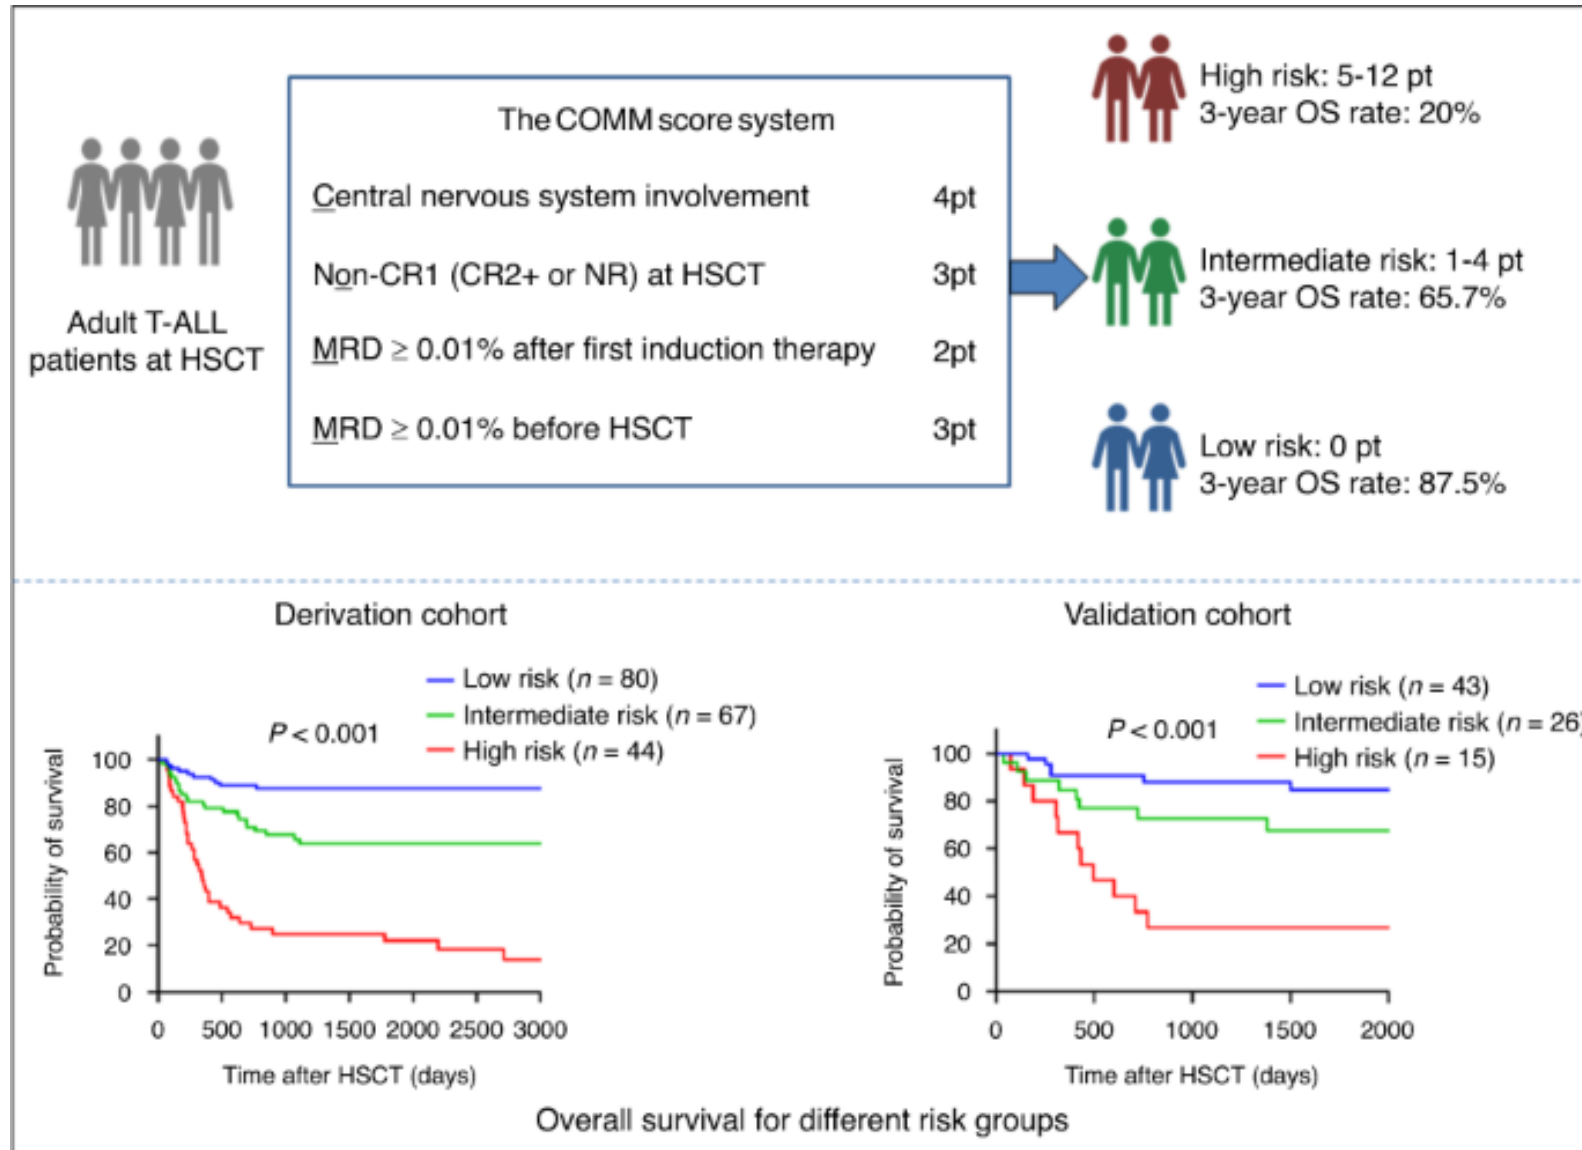 Adult T-ALL
patients at HSCT
The COMM score system
Central nervous system involvement 4pt
Non-CR1 (CR2+ or NR) at HSCT 3pt
MRD ≥ 0.01% after first induction therapy 2pt
MRD ≥ 0.01% before HSCT 3pt
High risk: 5-12 pt
3-year OS rate: 20%
Intermediate risk: 1-4 pt
3-year OS rate: 65.7%
Low risk: 0 pt
3-year OS rate: 87.5%
Derivation cohort
Low risk (n = 80)
Intermediate risk (n = 67)
High risk (n = 44)
P < 0.001
Probability of survival
100
80
60
40
20
0
0 500 1000 1500 2000 2500 3000
Time after HSCT (days)
Validation cohort
Low risk (n = 43)
Intermediate risk (n = 26)
High risk (n = 15)
P < 0.001
Probability of survival
100
80
60
40
20
0
0 500 1000 1500 2000
Time after HSCT (days)
Overall survival for different risk groups